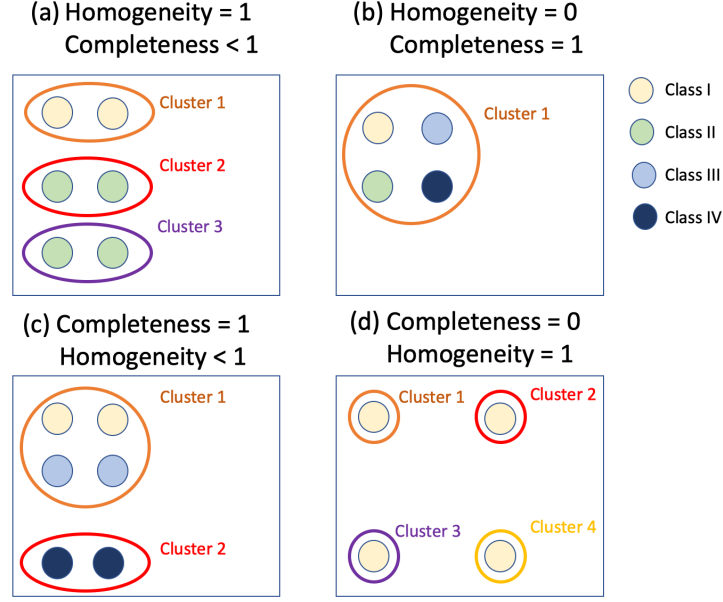 (a) Homogeneity = 1
Completeness < 1
(b) Homogeneity = 0
Completeness = 1
Cluster 1
Cluster 2
Cluster 3
Cluster 1
Class I
Class II
Class III
Class IV
(c) Completeness = 1
Homogeneity < 1
(d) Completeness = 0
Homogeneity = 1
Cluster 1
Cluster 2
Cluster 1
Cluster 2
Cluster 3
Cluster 4